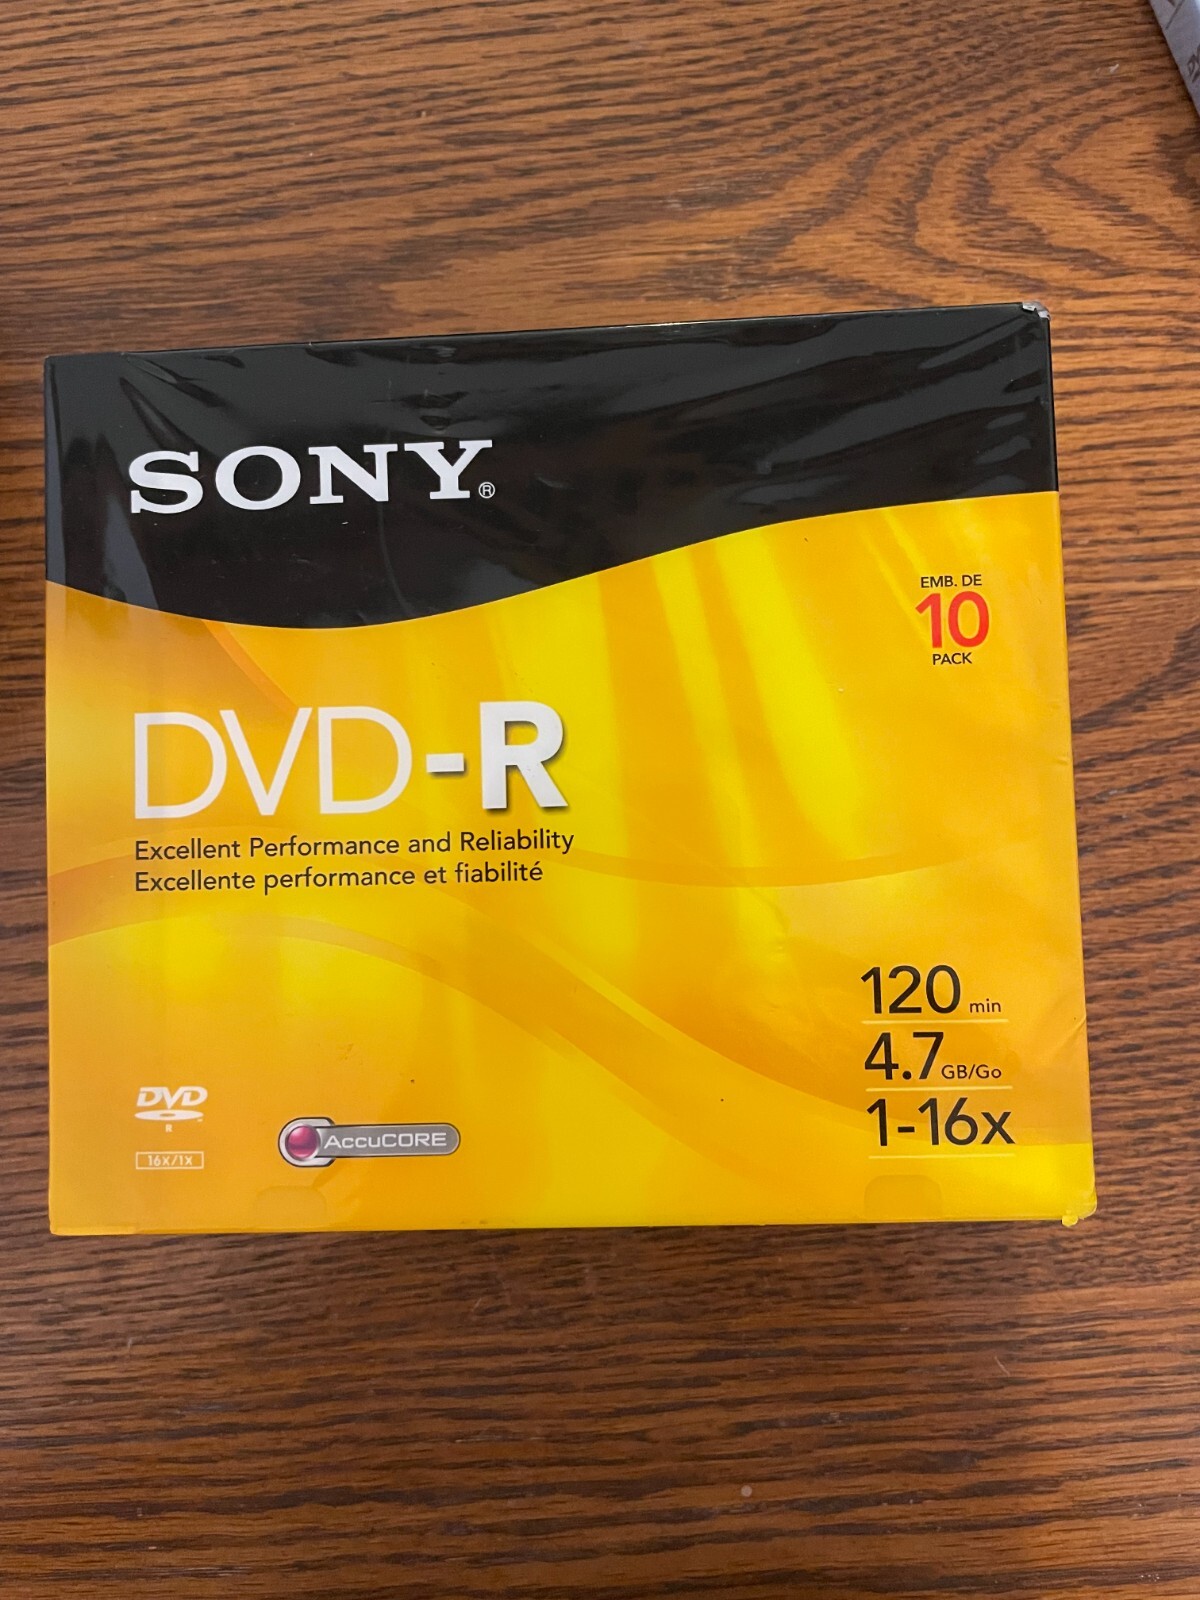 SONY®
EMB. DE
10
PACK
DVD-R
Excellent Performance and Reliability
Excellente performance et fiabilité
120 min
4.7 GB/Go
1-16x
DVD
R
16X/1X
AccuCORE